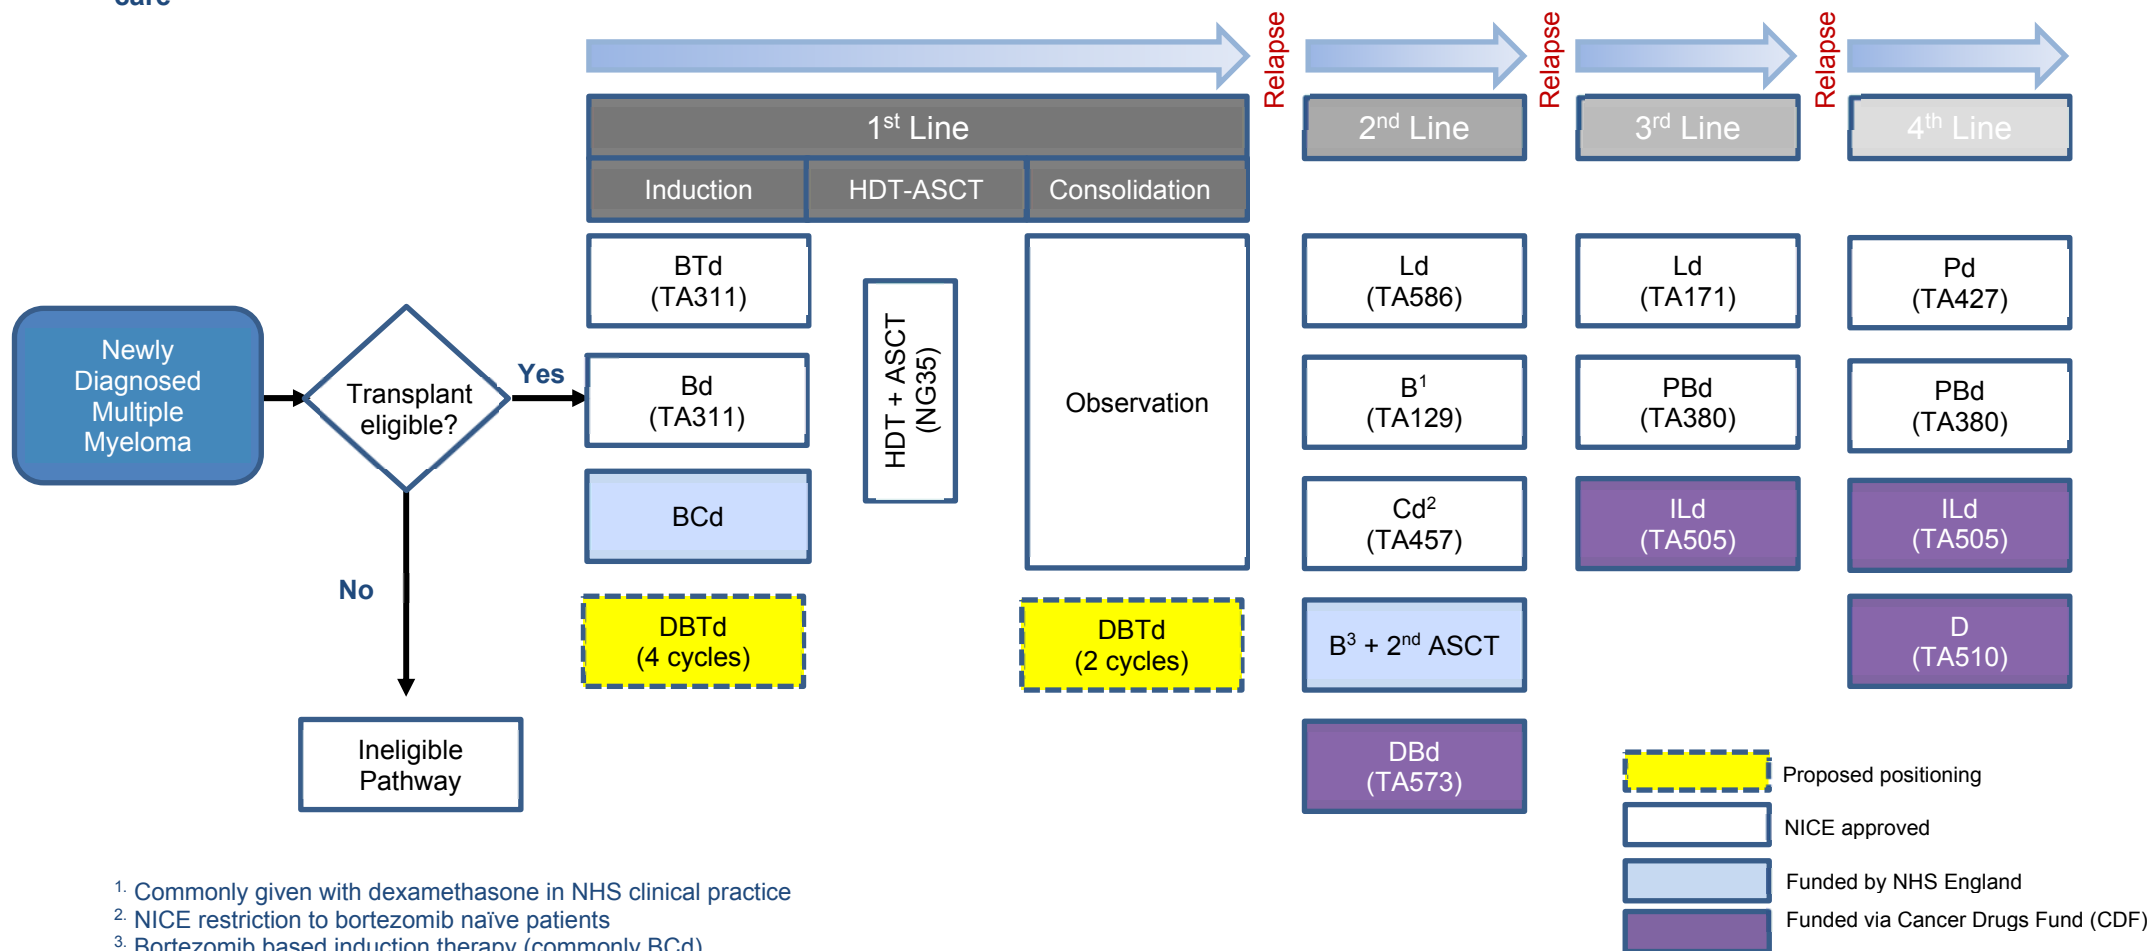 care
Relapse
Relapse
Relapse
1st Line
2nd Line
3rd Line
4th Line
Induction
HDT-ASCT
Consolidation
Newly
Diagnosed
Multiple
Myeloma
Transplant
eligible?
Yes
No
Ineligible
Pathway
BTd
(TA311)
Bd
(TA311)
BCd
DBTd
(4 cycles)
HDT + ASCT
(NG35)
Observation
DBTd
(2 cycles)
Ld
(TA586)
B1
(TA129)
Cd2
(TA457)
B3 + 2nd ASCT
DBd
(TA573)
Ld
(TA171)
PBd
(TA380)
ILd
(TA505)
Pd
(TA427)
PBd
(TA380)
ILd
(TA505)
D
(TA510)
Proposed positioning
NICE approved
Funded by NHS England
Funded via Cancer Drugs Fund (CDF)
1. Commonly given with dexamethasone in NHS clinical practice
2. NICE restriction to bortezomib naïve patients
3. Bortezomib based induction therapy (commonly BCd)